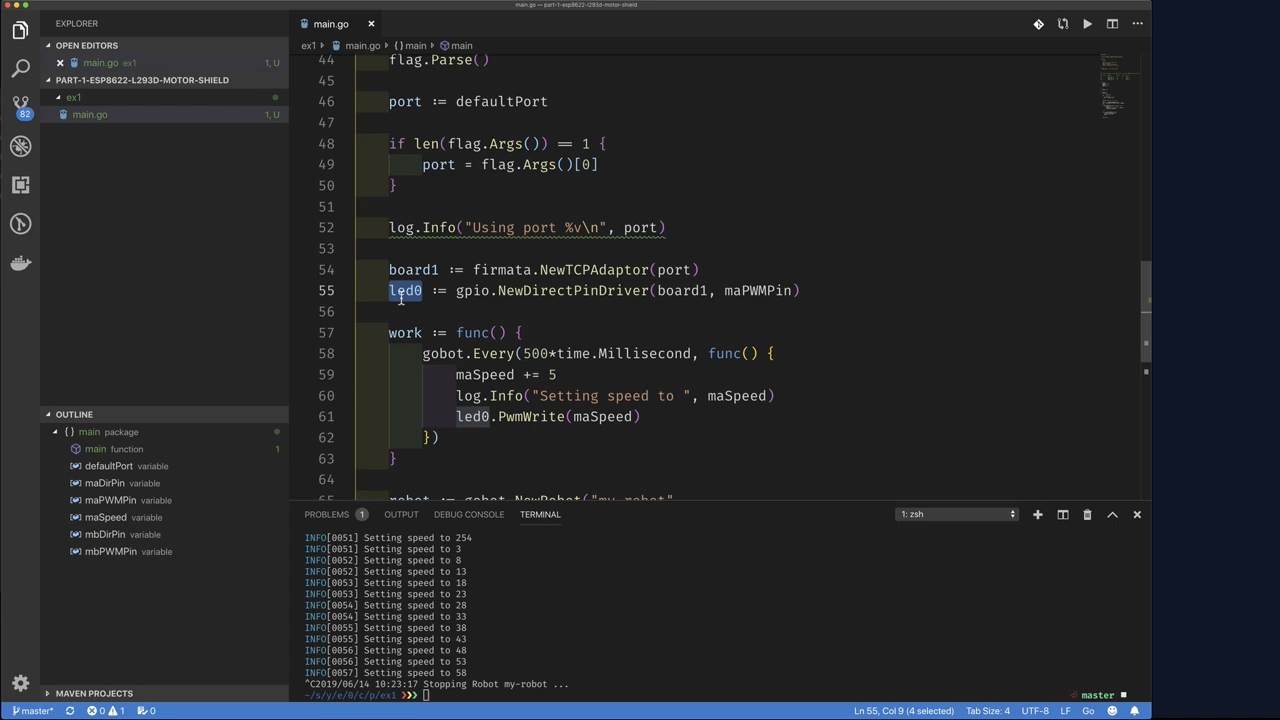 main.go — part-1-esp8622-l293d-motor-shield
EXPLORER
OPEN EDITORS
main.go ex1 1, U
PART-1-ESP8622-L293D-MOTOR-SHIELD
ex1
main.go 1, U
82
OUTLINE
main package
main function 1
defaultPort variable
maDirPin variable
maPWMPin variable
maSpeed variable
mbDirPin variable
mbPWMPin variable
MAVEN PROJECTS
main.go
ex1 main.go {} main main
44 flag.Parse()
45
46 port := defaultPort
47
48 if len(flag.Args()) == 1 {
49 port = flag.Args()[0]
50 }
51
52 log.Info("Using port %v\n", port)
53
54 board1 := firmata.NewTCPAdaptor(port)
55 led0 := gpio.NewDirectPinDriver(board1, maPWMPin)
56
57 work := func() {
58 gobot.Every(500*time.Millisecond, func() {
59 maSpeed += 5
60 log.Info("Setting speed to ", maSpeed)
61 led0.PwmWrite(maSpeed)
62 })
63 }
64
65 robot := gobot.NewRobot("my-robot",
PROBLEMS 1 OUTPUT DEBUG CONSOLE TERMINAL 1: zsh
INFO[0051] Setting speed to 254
INFO[0051] Setting speed to 3
INFO[0052] Setting speed to 8
INFO[0052] Setting speed to 13
INFO[0053] Setting speed to 18
INFO[0053] Setting speed to 23
INFO[0054] Setting speed to 28
INFO[0054] Setting speed to 33
INFO[0055] Setting speed to 38
INFO[0055] Setting speed to 43
INFO[0056] Setting speed to 48
INFO[0056] Setting speed to 53
INFO[0057] Setting speed to 58
^C2019/06/14 10:23:17 Stopping Robot my-robot ...
~/s/y/e/0/c/p/ex1 ❯❯❯ master
master* 0 1 0 Ln 55, Col 9 (4 selected) Tab Size: 4 UTF-8 LF Go